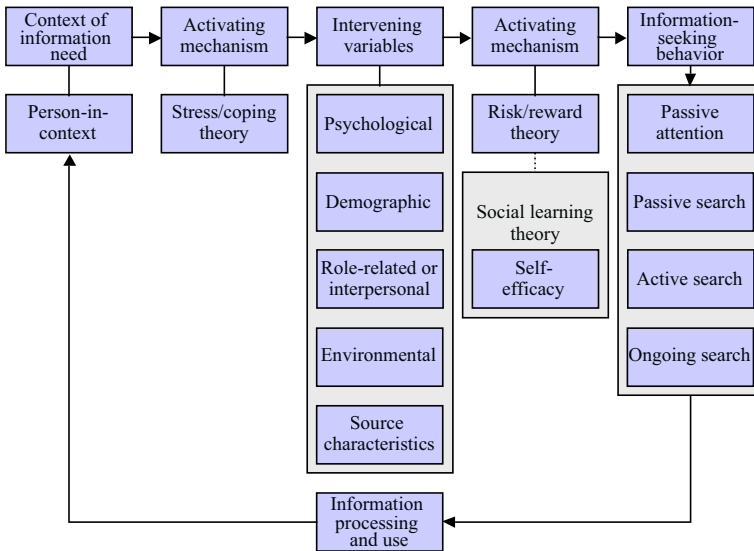 Context of
information
need
Activating
mechanism
Intervening
variables
Activating
mechanism
Information-
seeking
behavior
Person-in-
context
Stress/coping
theory
Psychological
Demographic
Role-related or
interpersonal
Environmental
Source
characteristics
Risk/reward
theory
Social learning
theory
Self-
efficacy
Passive
attention
Passive search
Active search
Ongoing search
Information
processing
and use